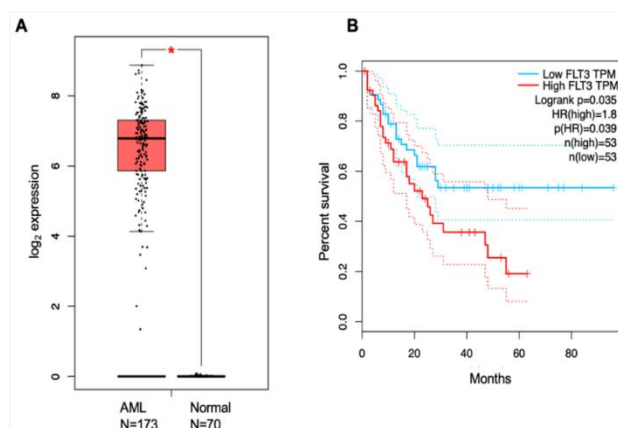 A
*
8
6
4
2
0
log₂ expression
AML
N=173
Normal
N=70
B
Low FLT3 TPM
High FLT3 TPM
Logrank p=0.035
HR(high)=1.8
p(HR)=0.039
n(high)=53
n(low)=53
1.0
0.8
0.6
0.4
0.2
0.0
Percent survival
0
20
40
60
80
Months